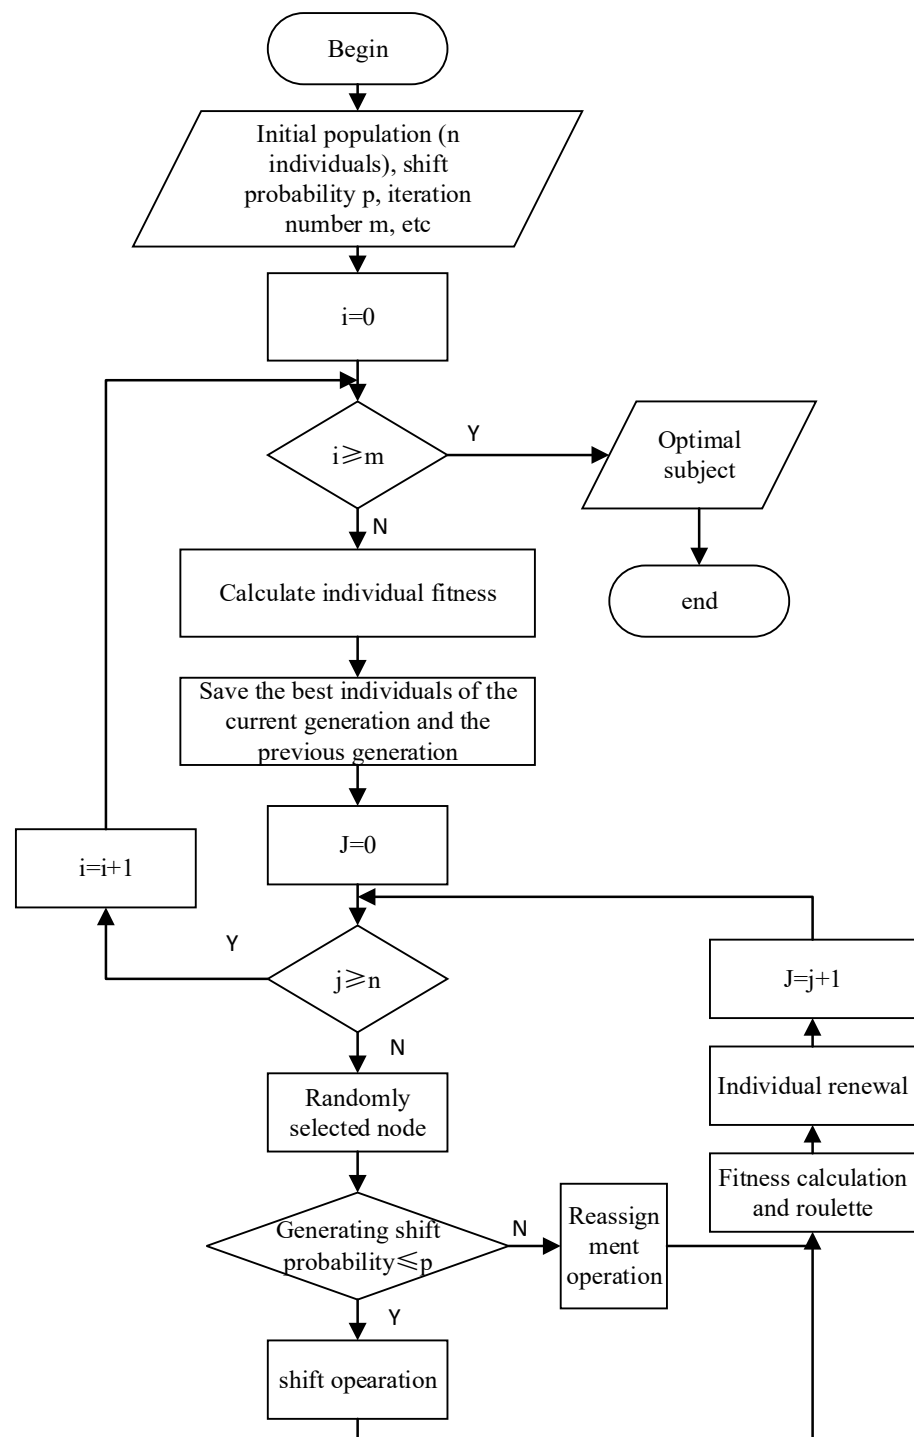 Begin
Initial population (n
individuals), shift
probability p, iteration
number m, etc
i=0
i⩾m
Y
Optimal
subject
N
Calculate individual fitness
end
Save the best individuals of the
current generation and the
previous generation
J=0
i=i+1
Y
j⩾n
J=j+1
N
Randomly
selected node
Individual renewal
Fitness calculation
and roulette
Generating shift
probability⩽p
N
Reassign
ment
operation
Y
shift opearation